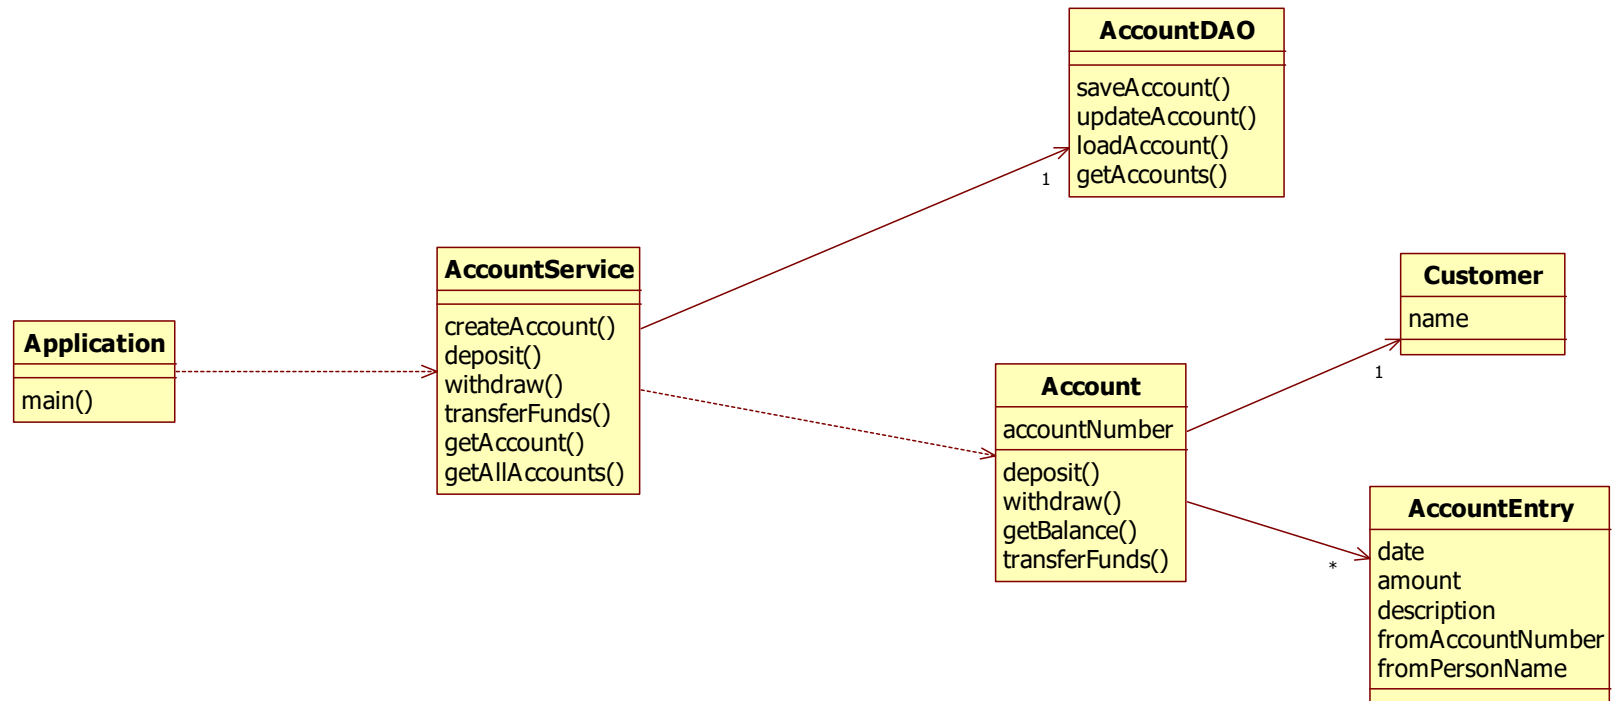 AccountDAO
saveAccount()
updateAccount()
loadAccount()
getAccounts()
1
AccountService
createAccount()
deposit()
withdraw()
transferFunds()
getAccount()
getAllAccounts()
Application
main()
Customer
name
1
Account
accountNumber
deposit()
withdraw()
getBalance()
transferFunds()
*
AccountEntry
date
amount
description
fromAccountNumber
fromPersonName